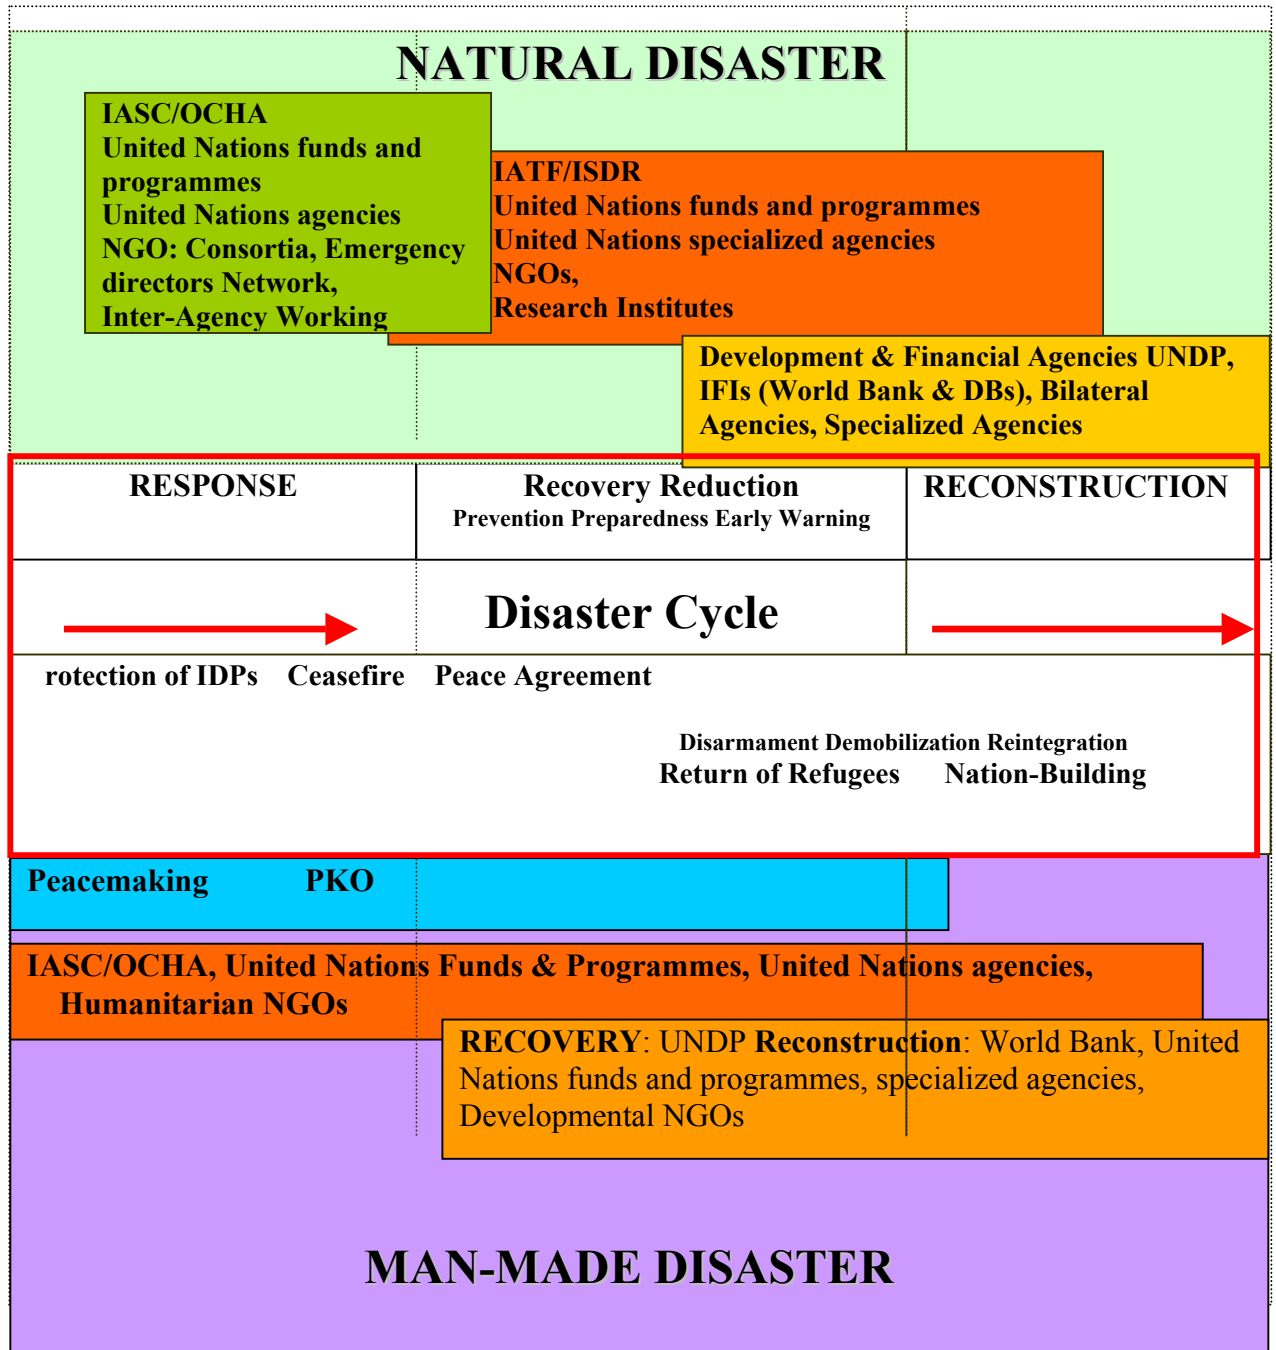 NATURAL DISASTER
IASC/OCHA
United Nations funds and
programmes
United Nations agencies
NGO: Consortia, Emergency
directors Network,
Inter-Agency Working
IATF/ISDR
United Nations funds and programmes
United Nations specialized agencies
NGOs,
Research Institutes
Development & Financial Agencies UNDP,
IFIs (World Bank & DBs), Bilateral
Agencies, Specialized Agencies
RESPONSE
Recovery Reduction
Prevention Preparedness Early Warning
RECONSTRUCTION
Disaster Cycle
rotection of IDPs Ceasefire Peace Agreement
Disarmament Demobilization Reintegration
Return of Refugees Nation-Building
Peacemaking PKO
IASC/OCHA, United Nations Funds & Programmes, United Nations agencies,
Humanitarian NGOs
RECOVERY: UNDP Reconstruction: World Bank, United
Nations funds and programmes, specialized agencies,
Developmental NGOs
MAN-MADE DISASTER